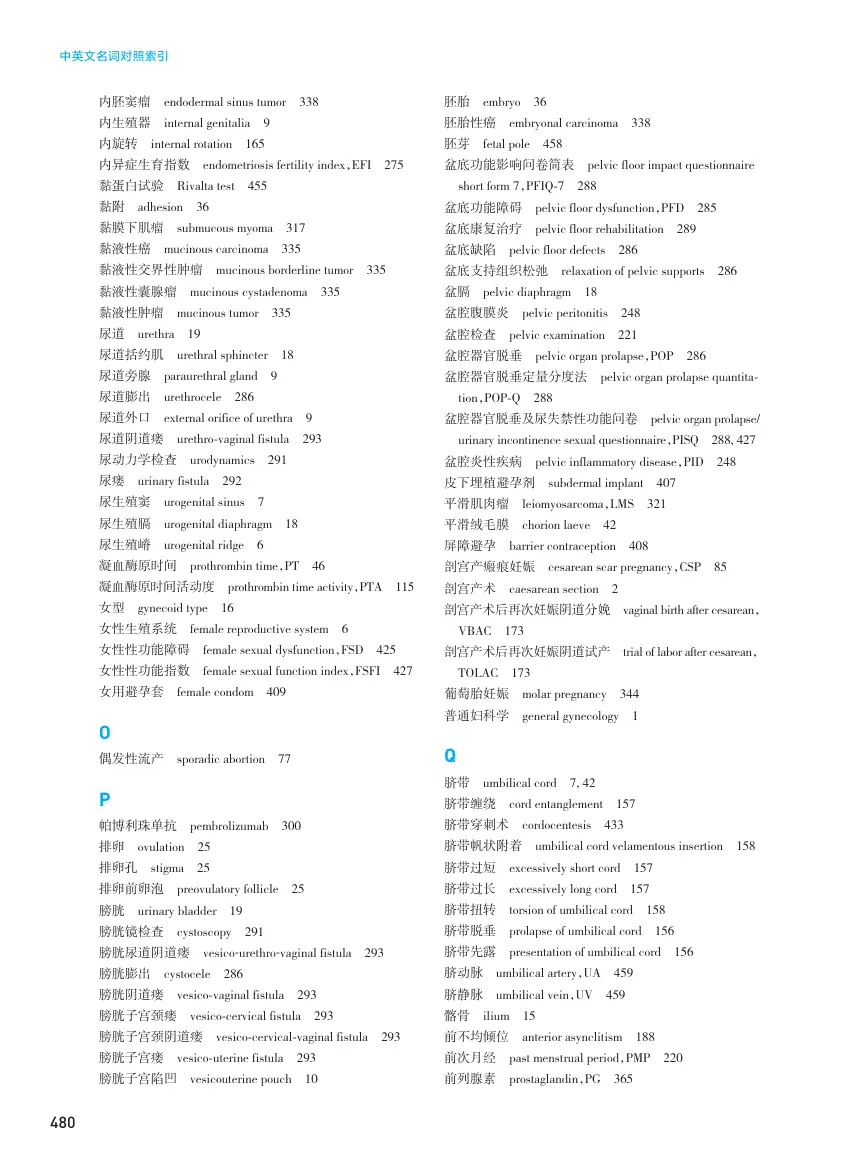 中英文名词对照索引
内胚窦瘤 endodermal sinus tumor 338
内生殖器 internal genitalia 9
内旋转 internal rotation 165
内异症生育指数 endometriosis fertility index,EFI 275
黏蛋白试验 Rivalta test 455
黏附 adhesion 36
黏膜下肌瘤 submucous myoma 317
黏液性癌 mucinous carcinoma 335
黏液性交界性肿瘤 mucinous borderline tumor 335
黏液性囊腺瘤 mucinous cystadenoma 335
黏液性肿瘤 mucinous tumor 335
尿道 urethra 19
尿道括约肌 urethral sphincter 18
尿道旁腺 paraurethral gland 9
尿道膨出 urethrocele 286
尿道外口 external orifice of urethra 9
尿道阴道瘘 urethro-vaginal fistula 293
尿动力学检查 urodynamics 291
尿瘘 urinary fistula 292
尿生殖窦 urogenital sinus 7
尿生殖膈 urogenital diaphragm 18
尿生殖嵴 urogenital ridge 6
凝血酶原时间 prothrombin time,PT 46
凝血酶原时间活动度 prothrombin time activity,PTA 115
女型 gynecoid type 16
女性生殖系统 female reproductive system 6
女性性功能障碍 female sexual dysfunction,FSD 425
女性性功能指数 female sexual function index,FSFI 427
女用避孕套 female condom 409
O
偶发性流产 sporadic abortion 77
P
帕博利珠单抗 pembrolizumab 300
排卵 ovulation 25
排卵孔 stigma 25
排卵前卵泡 preovulatory follicle 25
膀胱 urinary bladder 19
膀胱镜检查 cystoscopy 291
膀胱尿道阴道瘘 vesico-urethro-vaginal fistula 293
膀胱膨出 cystocele 286
膀胱阴道瘘 vesico-vaginal fistula 293
膀胱子宫颈瘘 vesico-cervical fistula 293
膀胱子宫颈阴道瘘 vesico-cervical-vaginal fistula 293
膀胱子宫瘘 vesico-uterine fistula 293
膀胱子宫陷凹 vesicouterine pouch 10
胚胎 embryo 36
胚胎性癌 embryonal carcinoma 338
胚芽 fetal pole 458
盆底功能影响问卷简表 pelvic floor impact questionnaire
short form 7,PFIQ-7 288
盆底功能障碍 pelvic floor dysfunction,PFD 285
盆底康复治疗 pelvic floor rehabilitation 289
盆底缺陷 pelvic floor defects 286
盆底支持组织松弛 relaxation of pelvic supports 286
盆膈 pelvic diaphragm 18
盆腔腹膜炎 pelvic peritonitis 248
盆腔检查 pelvic examination 221
盆腔器官脱垂 pelvic organ prolapse,POP 286
盆腔器官脱垂定量分度法 pelvic organ prolapse quantita-
tion,POP-Q 288
盆腔器官脱垂及尿失禁性功能问卷 pelvic organ prolapse/
urinary incontinence sexual questionnaire,PISQ 288, 427
盆腔炎性疾病 pelvic inflammatory disease,PID 248
皮下埋植避孕剂 subdermal implant 407
平滑肌肉瘤 leiomyosarcoma,LMS 321
平滑绒毛膜 chorion laeve 42
屏障避孕 barrier contraception 408
剖宫产瘢痕妊娠 cesarean scar pregnancy,CSP 85
剖宫产术 caesarean section 2
剖宫产术后再次妊娠阴道分娩 vaginal birth after cesarean,
VBAC 173
剖宫产术后再次妊娠阴道试产 trial of labor after cesarean,
TOLAC 173
葡萄胎妊娠 molar pregnancy 344
普通妇科学 general gynecology 1
Q
脐带 umbilical cord 7, 42
脐带缠绕 cord entanglement 157
脐带穿刺术 cordocentesis 433
脐带帆状附着 umbilical cord velamentous insertion 158
脐带过短 excessively short cord 157
脐带过长 excessively long cord 157
脐带扭转 torsion of umbilical cord 158
脐带脱垂 prolapse of umbilical cord 156
脐带先露 presentation of umbilical cord 156
脐动脉 umbilical artery,UA 459
脐静脉 umbilical vein,UV 459
髂骨 ilium 15
前不均倾位 anterior asynclitism 188
前次月经 past menstrual period,PMP 220
前列腺素 prostaglandin,PG 365
480